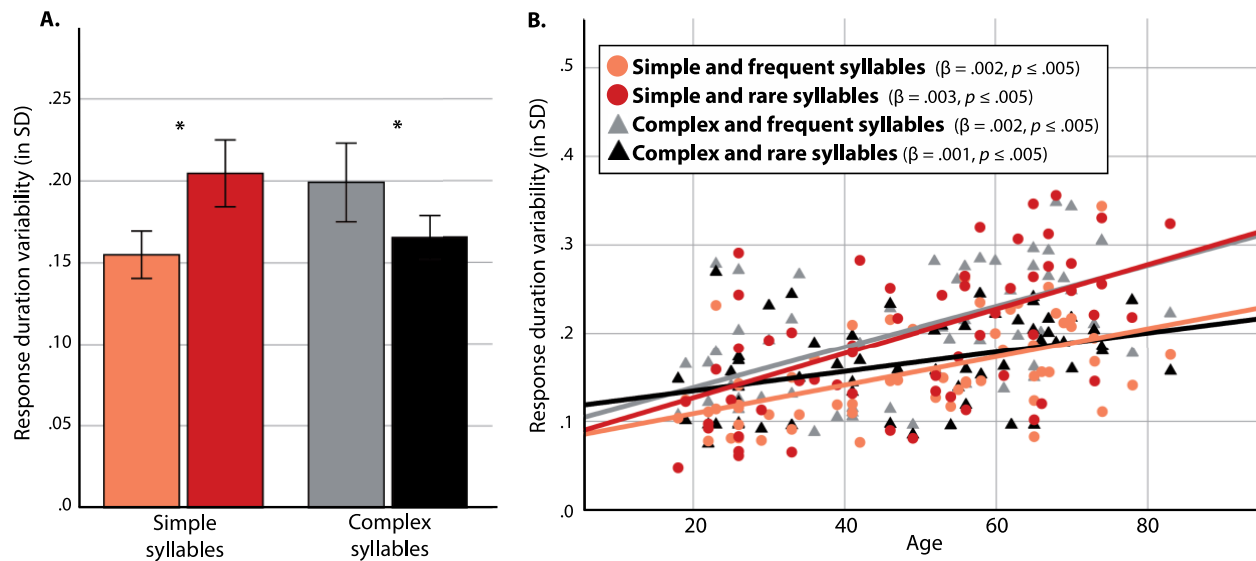 A.
Response duration variability (in SD)
.25
.20
.15
.10
.05
.0
*
*
Simple
syllables
Complex
syllables
B.
Response duration variability (in SD)
.5
.4
.3
.2
.1
.0
Simple and frequent syllables (β = .002, p ≤ .005)
Simple and rare syllables (β = .003, p ≤ .005)
Complex and frequent syllables (β = .002, p ≤ .005)
Complex and rare syllables (β = .001, p ≤ .005)
20
40
60
80
Age